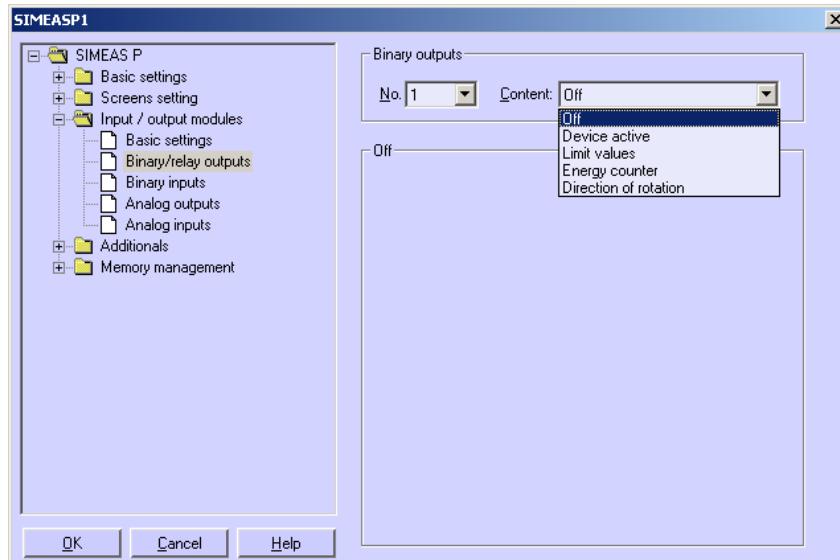 SIMEASP1
SIMEAS P
Basic settings
Screens setting
Input / output modules
Basic settings
Binary/relay outputs
Binary inputs
Analog outputs
Analog inputs
Additionals
Memory management
Binary outputs
No. 1 Content: Off
Off
Device active
Limit values
Energy counter
Direction of rotation
Off
OK Cancel Help